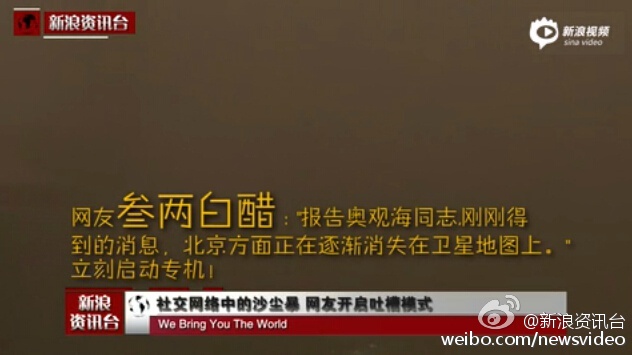 新浪资讯台
新浪视频
sina video
网友叁两白醋："报告奥观海同志.刚刚得
到的消息，北京方面正在逐渐消失在卫星地图上。"
立刻启动专机！
新浪
资讯台
社交网络中的沙尘暴 网友开启吐槽模式
We Bring You The World
@新浪资讯台
weibo.com/newsvideo